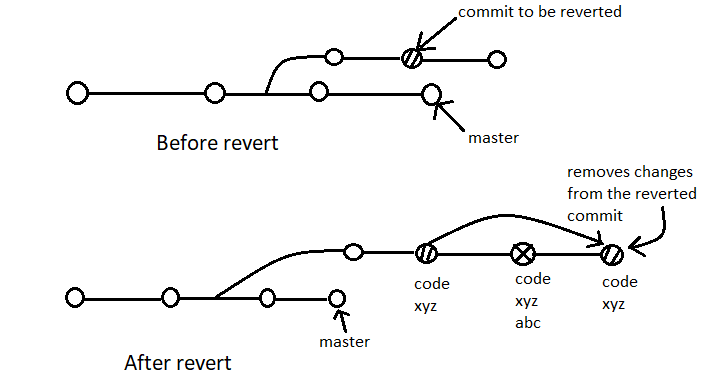 commit to be reverted
Before revert
master
removes changes
from the reverted
commit
code
xyz
code
xyz
abc
code
xyz
master
After revert